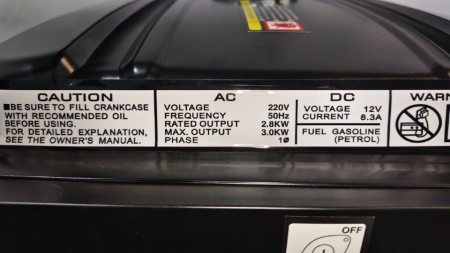 CAUTION
■BE SURE TO FILL CRANKCASE
WITH RECOMMENDED OIL
BEFORE USING.
FOR DETAILED EXPLANATION,
SEE THE OWNER'S MANUAL.
AC
VOLTAGE 220V
FREQUENCY 50Hz
RATED OUTPUT 2.8KW
MAX. OUTPUT 3.0KW
PHASE 1Ø
DC
VOLTAGE 12V
CURRENT 8.3A
FUEL GASOLINE
(PETROL)
WARN
OFF